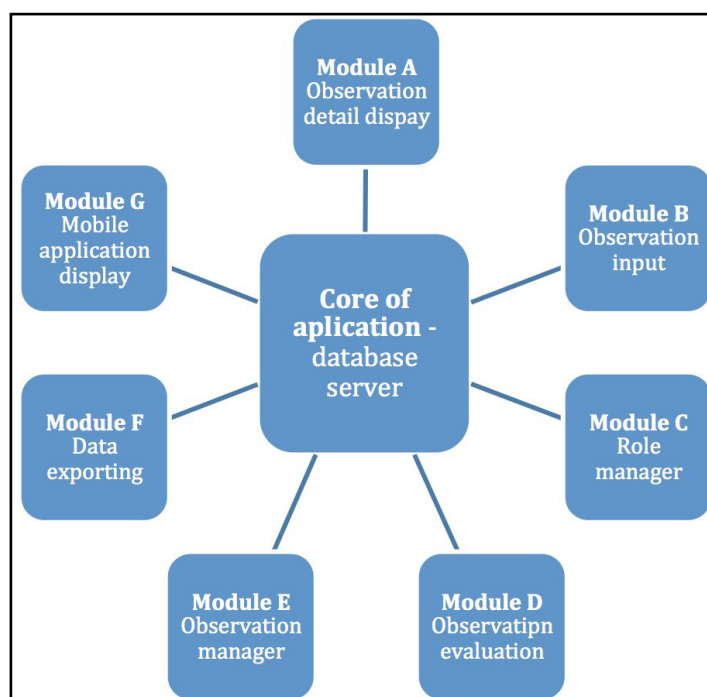 Module A
Observation
detail dispay
Module G
Mobile
application
display
Module B
Observation
input
Core of
aplication -
database
server
Module F
Data
exporting
Module C
Role
manager
Module E
Observation
manager
Module D
Observatipn
evaluation